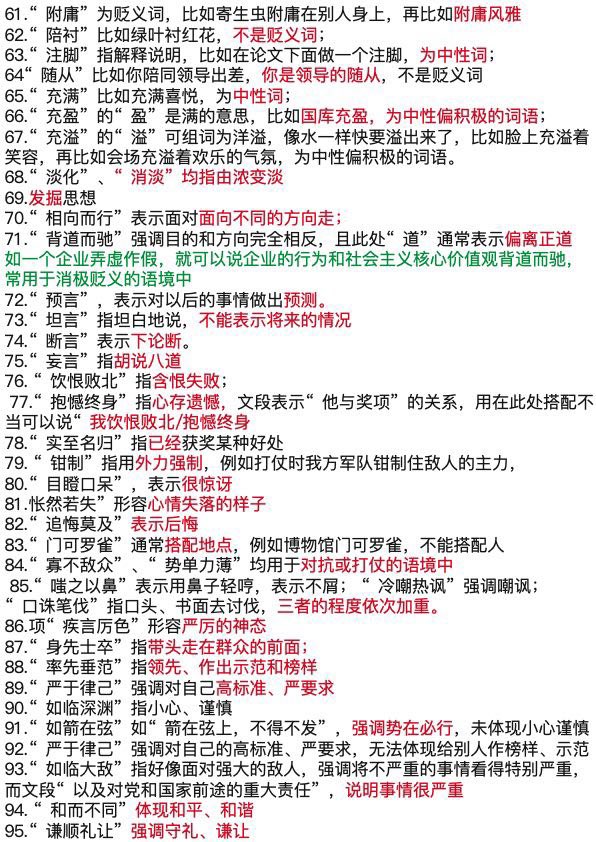 61.“ 附庸”为贬义词，比如寄生虫附庸在别人身上，再比如附庸风雅
62.“ 陪衬”比如绿叶衬红花，不是贬义词；
63.“ 注脚”指解释说明，比如在论文下面做一个注脚，为中性词；
64“ 随从”比如你陪同领导出差，你是领导的随从，不是贬义词
65.“ 充满”比如充满喜悦，为中性词；
66.“ 充盈”的“ 盈”是满的意思，比如国库充盈，为中性偏积极的词语；
67.“ 充溢”的“ 溢”可组词为洋溢，像水一样快要溢出来了，比如脸上充溢着
笑容，再比如会场充溢着欢乐的气氛，为中性偏积极的词语。
68.“ 淡化”、“ 消淡”均指由浓变淡
69.发掘思想
70.“ 相向而行”表示面对面向不同的方向走；
71.“ 背道而驰”强调目的和方向完全相反，且此处“ 道”通常表示偏离正道
如一个企业弄虚作假，就可以说企业的行为和社会主义核心价值观背道而驰，
常用于消极贬义的语境中
72.“ 预言”，表示对以后的事情做出预测。
73.“ 坦言”指坦白地说，不能表示将来的情况
74.“ 断言”表示下论断。
75.“ 妄言”指胡说八道
76.“ 饮恨败北”指含恨失败；
77.“ 抱憾终身”指心存遗憾，文段表示“ 他与奖项”的关系，用在此处搭配不
当可以说“ 我饮恨败北/抱憾终身
78.“ 实至名归”指已经获奖某种好处
79.“ 钳制”指用外力强制，例如打仗时我方军队钳制住敌人的主力，
80.“ 目瞪口呆”，表示很惊讶
81.怅然若失”形容心情失落的样子
82.“ 追悔莫及”表示后悔
83.“ 门可罗雀”通常搭配地点，例如博物馆门可罗雀，不能搭配人
84.“ 寡不敌众”、“ 势单力薄”均用于对抗或打仗的语境中
85.“ 嗤之以鼻”表示用鼻子轻哼，表示不屑；“ 冷嘲热讽”强调嘲讽；
“ 口诛笔伐”指口头、书面去讨伐，三者的程度依次加重。
86.项“ 疾言厉色”形容严厉的神态
87.“ 身先士卒”指带头走在群众的前面；
88.“ 率先垂范”指领先、作出示范和榜样
89.“ 严于律己”强调对自己高标准、严要求
90.“ 如临深渊”指小心、谨慎
91.“ 如箭在弦”如“ 箭在弦上，不得不发”，强调势在必行，未体现小心谨慎
92.“ 严于律己”强调对自己的高标准、严要求，无法体现给别人作榜样、示范
93.“ 如临大敌”指好像面对强大的敌人，强调将不严重的事情看得特别严重，
而文段“ 以及对党和国家前途的重大责任”，说明事情很严重
94.“ 和而不同”体现和平、和谐
95.“ 谦顺礼让”强调守礼、谦让